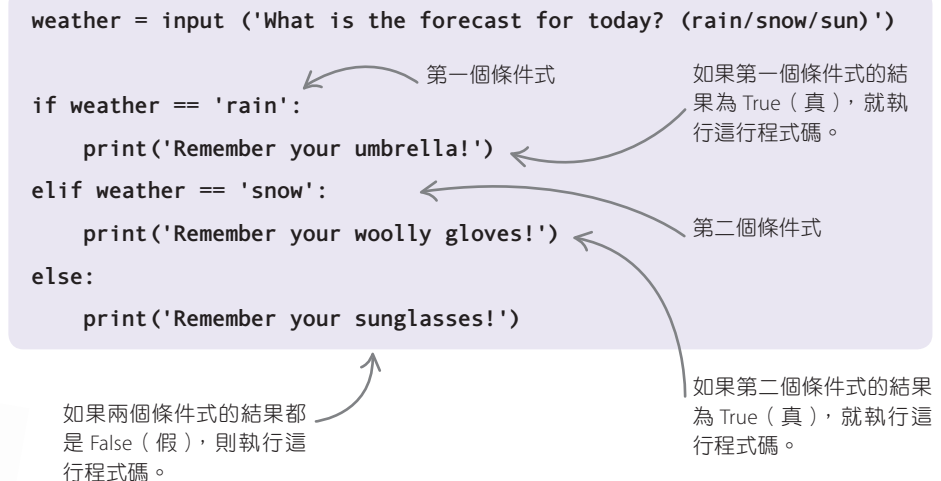 weather = input ('What is the forecast for today? (rain/snow/sun)')
第一個條件式
如果第一個條件式的結
果為 True（真），就執
行這行程式碼。
if weather == 'rain':
    print('Remember your umbrella!')
elif weather == 'snow':
第二個條件式
    print('Remember your woolly gloves!')
else:
    print('Remember your sunglasses!')
如果兩個條件式的結果都
是 False（假），則執行這
行程式碼。
如果第二個條件式的結果
為 True（真），就執行這
行程式碼。